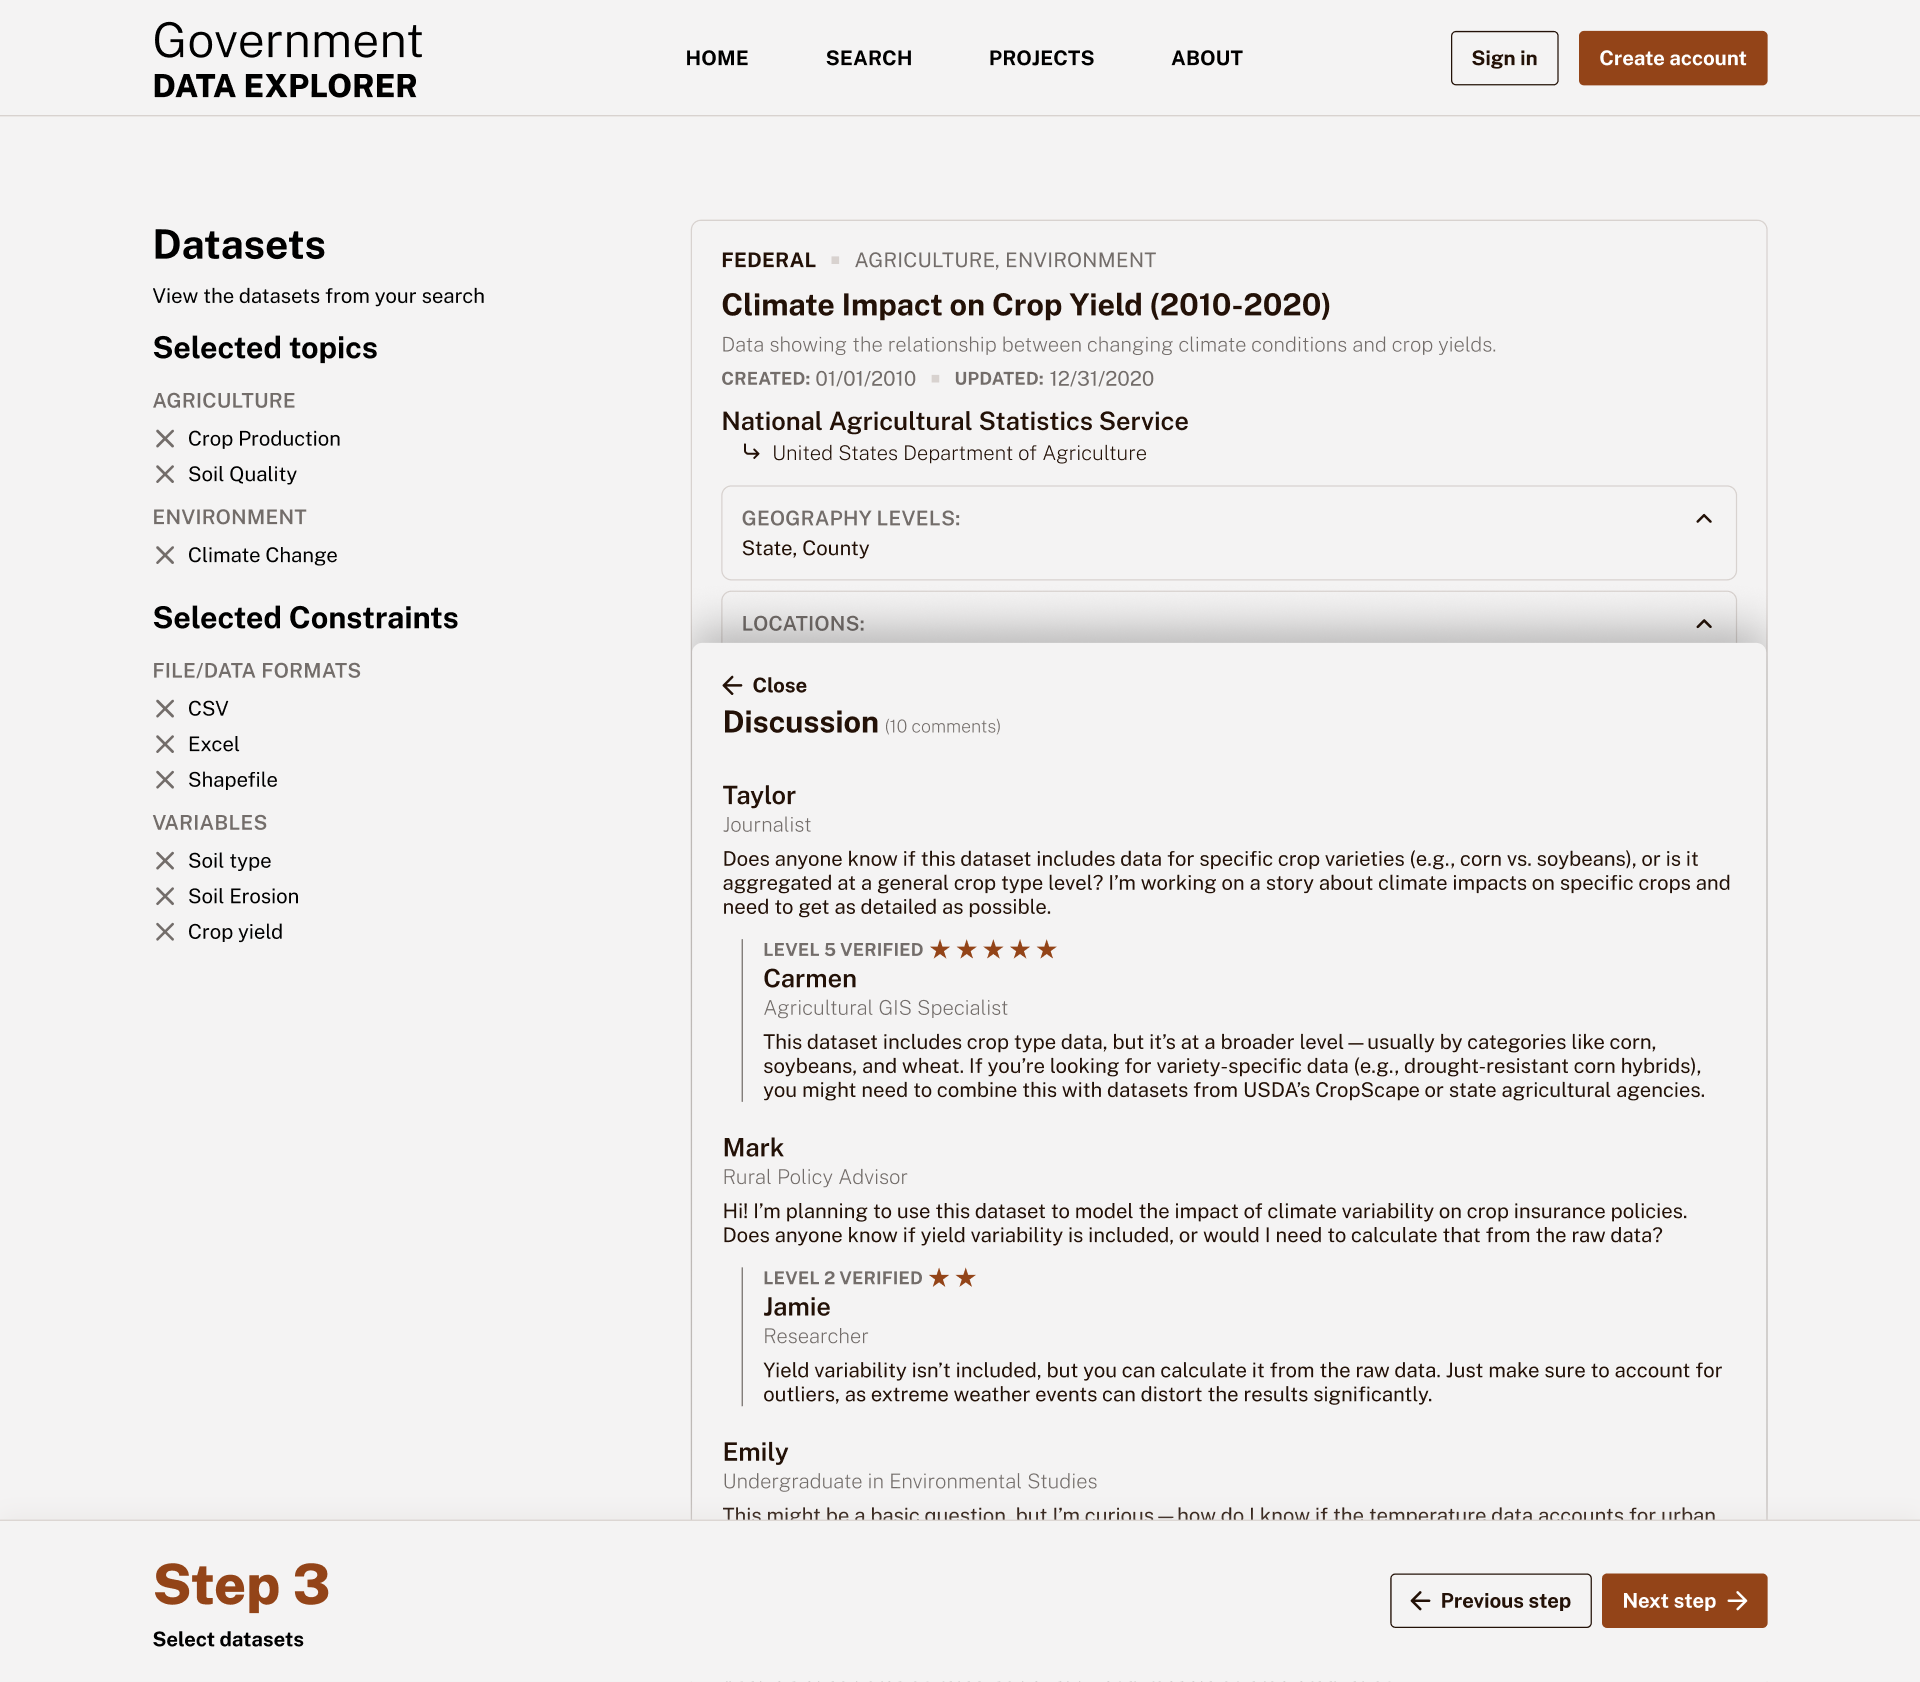 Government
DATA EXPLORER
HOME
SEARCH
PROJECTS
ABOUT
Sign in
Create account
Datasets
View the datasets from your search
Selected topics
AGRICULTURE
Crop Production
Soil Quality
ENVIRONMENT
Climate Change
Selected Constraints
FILE/DATA FORMATS
CSV
Excel
Shapefile
VARIABLES
Soil type
Soil Erosion
Crop yield
FEDERAL ▪ AGRICULTURE, ENVIRONMENT
Climate Impact on Crop Yield (2010-2020)
Data showing the relationship between changing climate conditions and crop yields.
CREATED: 01/01/2010 ▪ UPDATED: 12/31/2020
National Agricultural Statistics Service
United States Department of Agriculture
GEOGRAPHY LEVELS:
State, County
LOCATIONS:
Close
Discussion (10 comments)
Taylor
Journalist
Does anyone know if this dataset includes data for specific crop varieties (e.g., corn vs. soybeans), or is it
aggregated at a general crop type level? I’m working on a story about climate impacts on specific crops and
need to get as detailed as possible.
LEVEL 5 VERIFIED ★ ★ ★ ★ ★
Carmen
Agricultural GIS Specialist
This dataset includes crop type data, but it’s at a broader level—usually by categories like corn,
soybeans, and wheat. If you’re looking for variety-specific data (e.g., drought-resistant corn hybrids),
you might need to combine this with datasets from USDA’s CropScape or state agricultural agencies.
Mark
Rural Policy Advisor
Hi! I’m planning to use this dataset to model the impact of climate variability on crop insurance policies.
Does anyone know if yield variability is included, or would I need to calculate that from the raw data?
LEVEL 2 VERIFIED ★ ★
Jamie
Researcher
Yield variability isn’t included, but you can calculate it from the raw data. Just make sure to account for
outliers, as extreme weather events can distort the results significantly.
Emily
Undergraduate in Environmental Studies
This might be a basic question, but I’m curious—how do I know if the temperature data accounts for urban
Step 3
Select datasets
Previous step
Next step